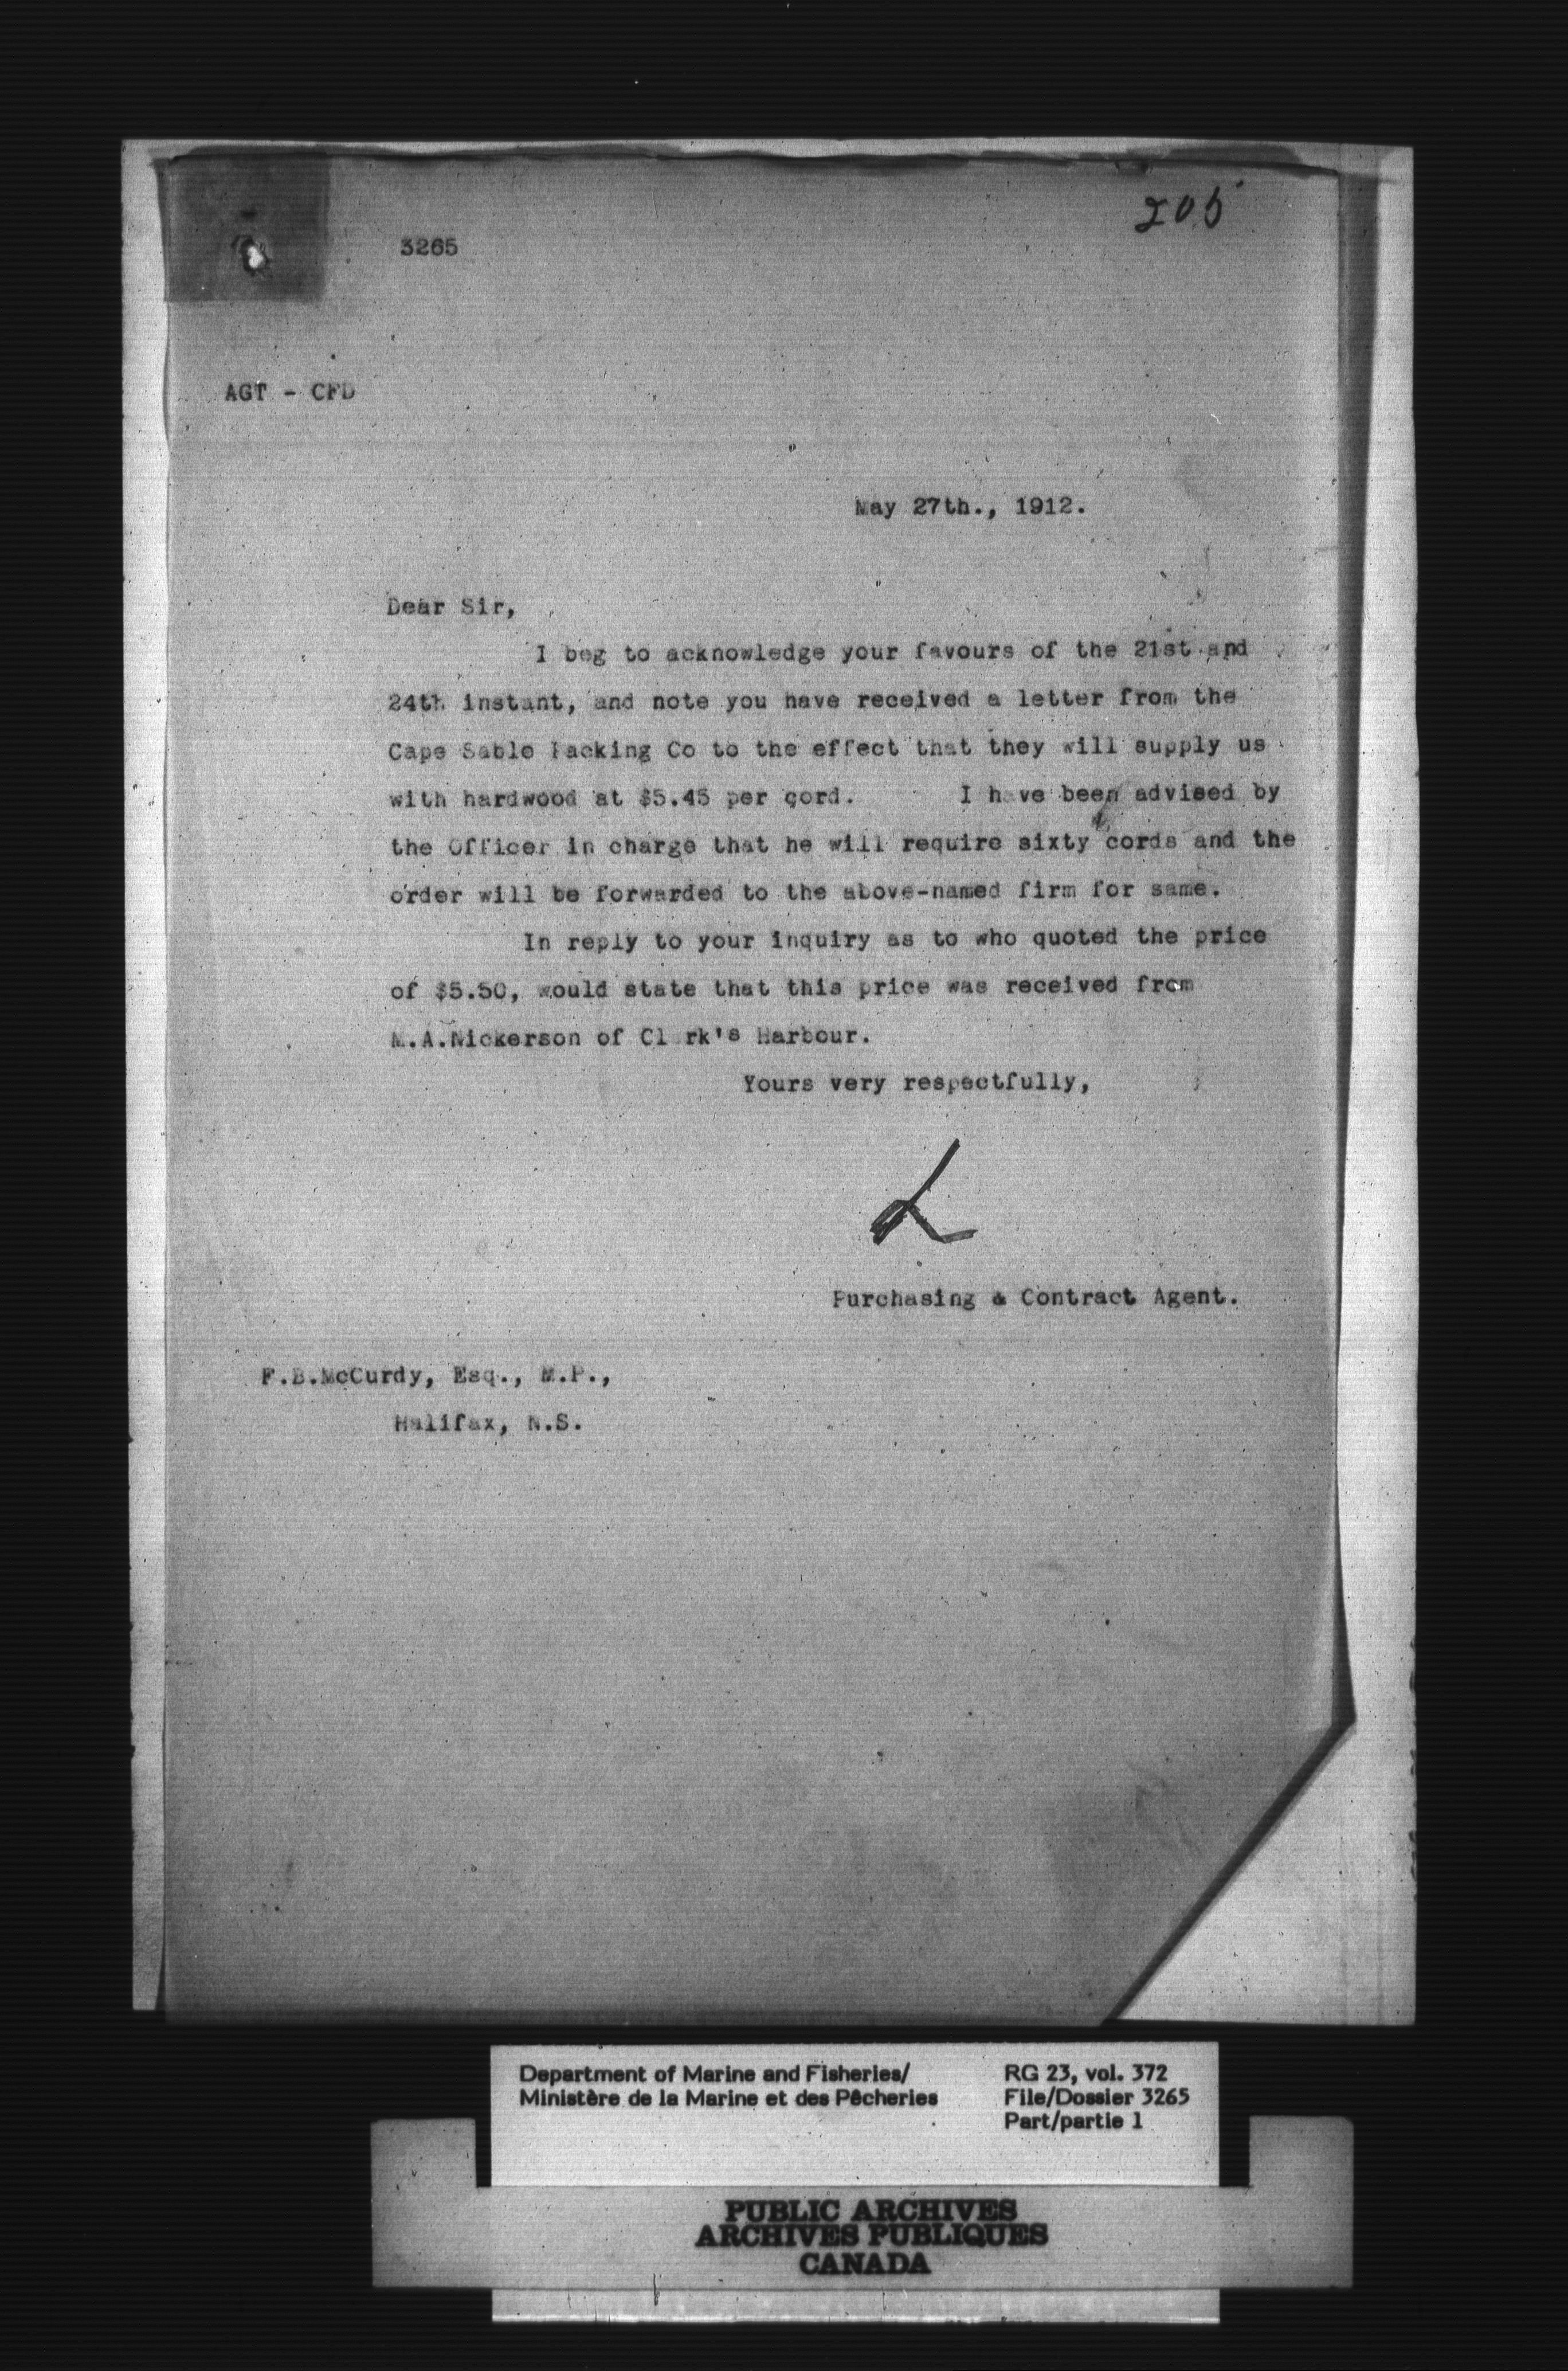 205
3265
AGT - CFD
May 27th., 1912.
Dear Sir,
I beg to acknowledge your favours of the 21st and
24th instant, and note you have received a letter from the
Cape Sable Packing Co to the effect that they will supply us
with hardwood at $5.45 per cord. I have been advised by
the Officer in charge that he will require sixty cords and the
order will be forwarded to the above-named firm for same.
In reply to your inquiry as to who quoted the price
of $5.50, would state that this price was received from
M.A.Nickerson of Clark's Harbour.
Yours very respectfully,
Purchasing & Contract Agent.
F.B.McCurdy, Esq., M.P.,
Halifax, N.S.
Department of Marine and Fisheries/
Ministère de la Marine et des Pêcheries
RG 23, vol. 372
File/Dossier 3265
Part/partie 1
PUBLIC ARCHIVES
ARCHIVES PUBLIQUES
CANADA